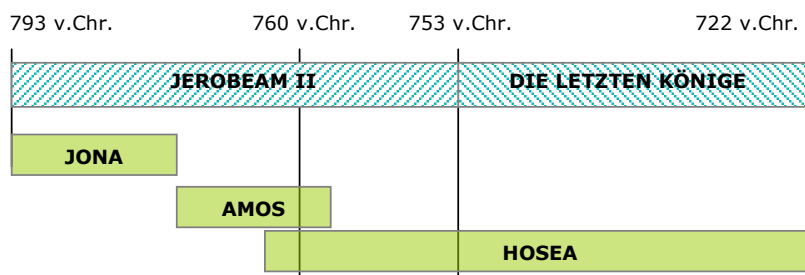 793 v.Chr. 760 v.Chr. 753 v.Chr. 722 v.Chr.
JEROBEAM II DIE LETZTEN KÖNIGE
JONA
AMOS
HOSEA